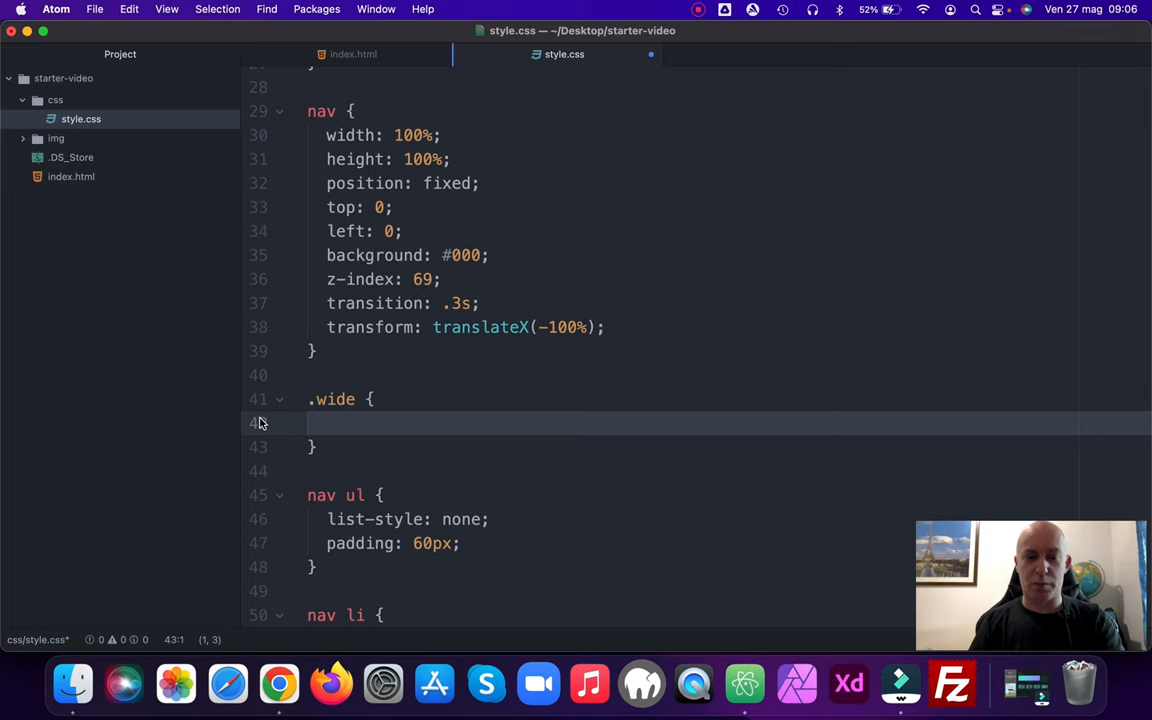 Atom File Edit View Selection Find Packages Window Help 52% Ven 27 mag 09:06
style.css — ~/Desktop/starter-video
Project
index.html
style.css
starter-video
css
style.css
img
.DS_Store
index.html
28
29 nav {
30 width: 100%;
31 height: 100%;
32 position: fixed;
33 top: 0;
34 left: 0;
35 background: #000;
36 z-index: 69;
37 transition: .3s;
38 transform: translateX(-100%);
39 }
40
41 .wide {
43 }
44
45 nav ul {
46 list-style: none;
47 padding: 60px;
48 }
49
50 nav li {
css/style.css* 0 0 0 43:1 (1, 3)
Xd
Fz